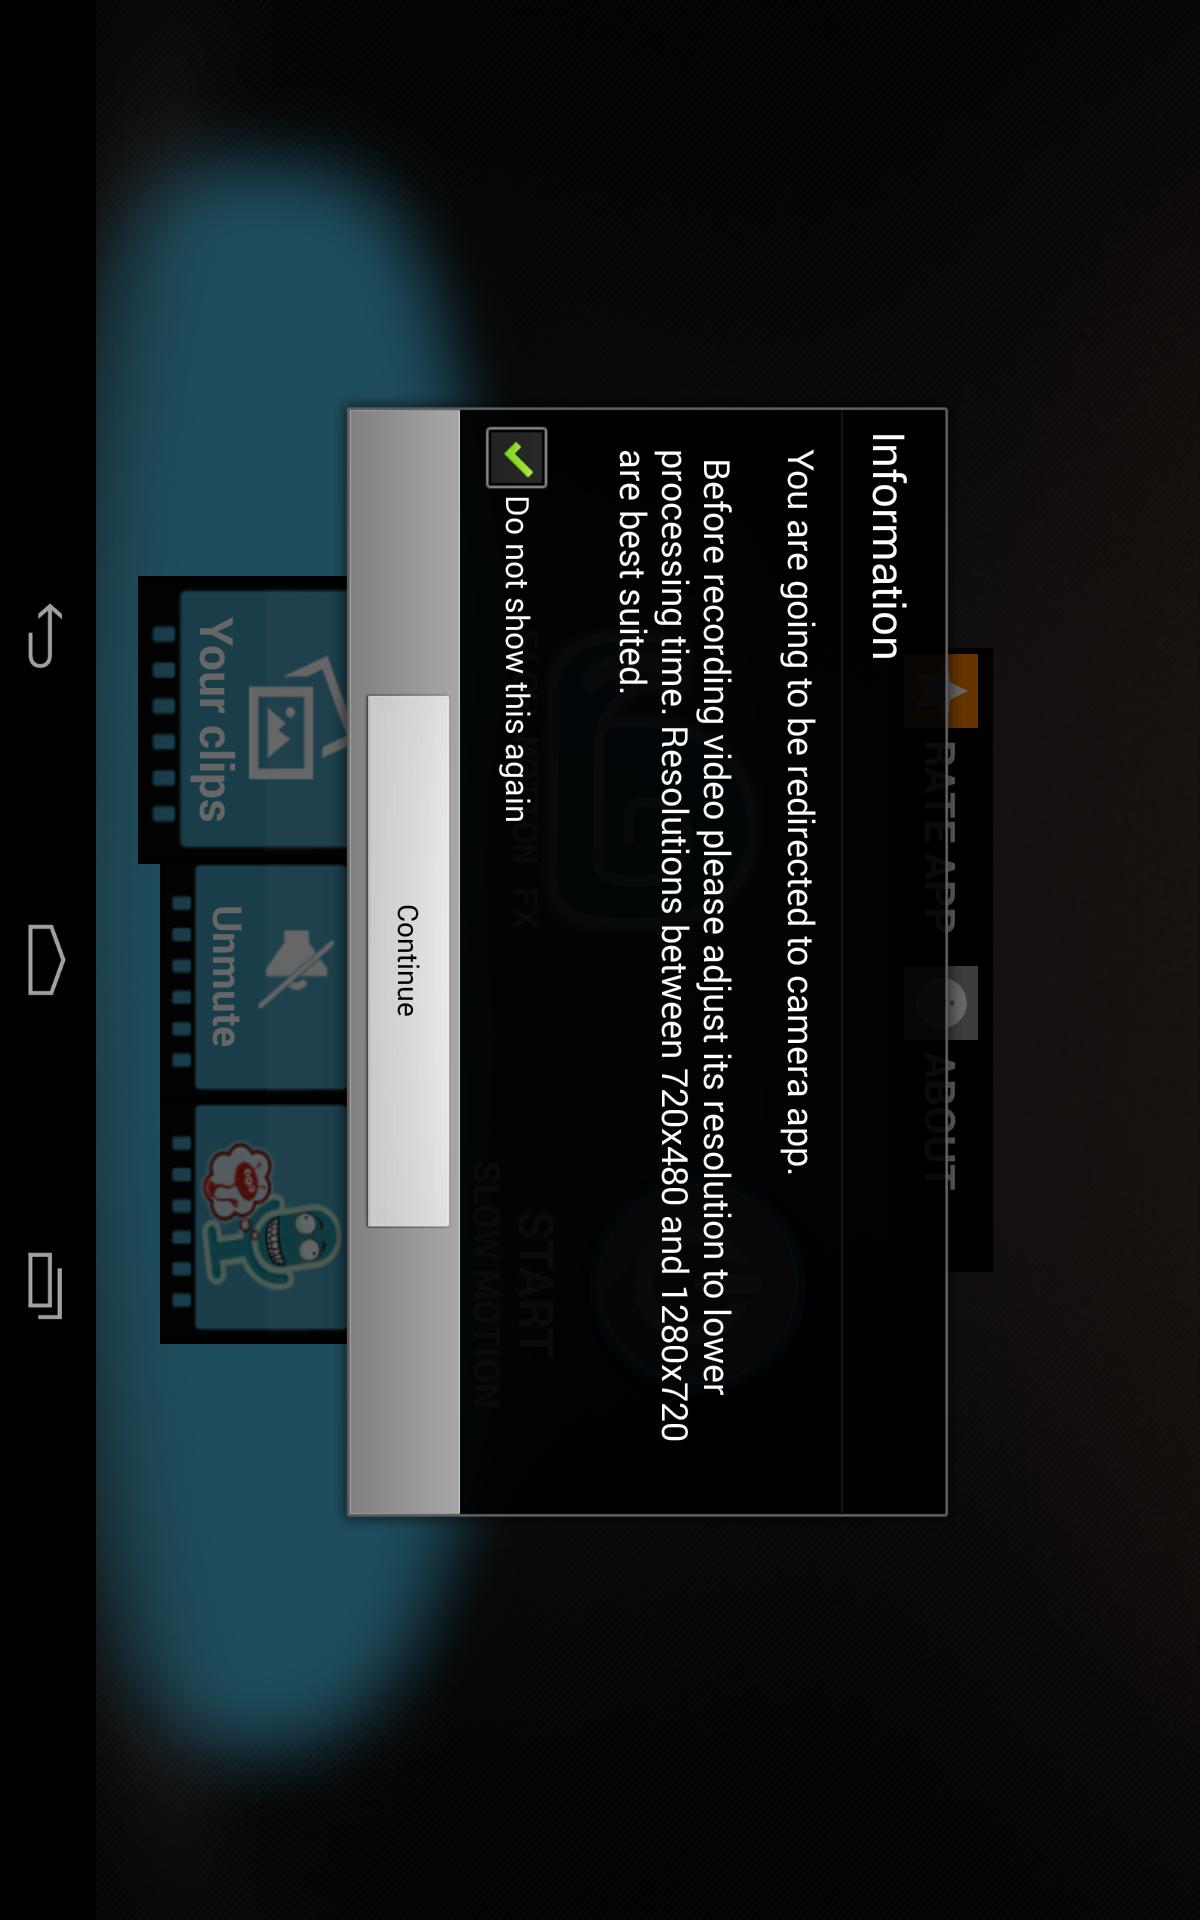 RATE APP
ABOUT
Information
You are going to be redirected to camera app.
Before recording video please adjust its resolution to lower
processing time. Resolutions between 720x480 and 1280x720
are best suited.
START
SLOW MOTION
MOTION FX
Do not show this again
Continue
Your clips
Unmute